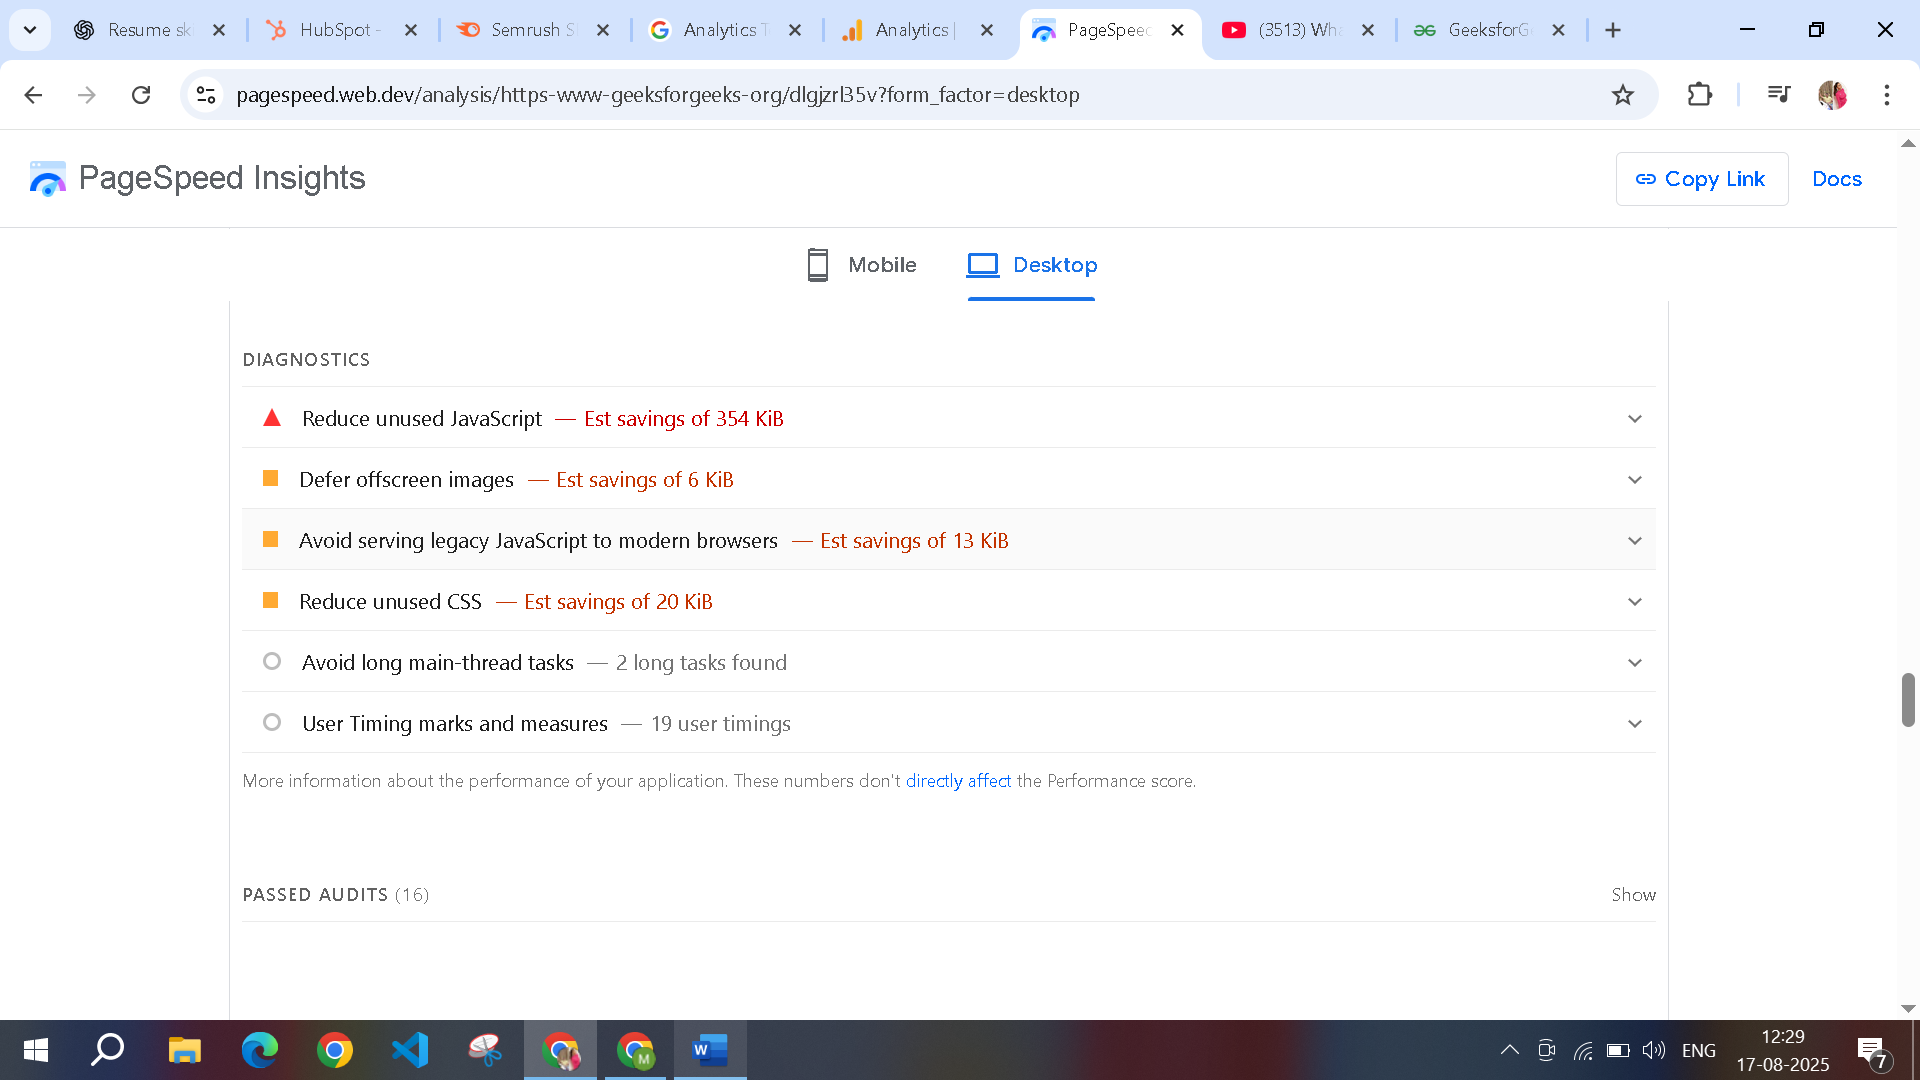 Resume sk
HubSpot -
Semrush S
Analytics T
Analytics |
PageSpeed
(3513) Wha
GeeksforGe
pagespeed.web.dev/analysis/https-www-geeksforgeeks-org/dlgjzrl35v?form_factor=desktop
PageSpeed Insights
Copy Link
Docs
Mobile
Desktop
DIAGNOSTICS
Reduce unused JavaScript — Est savings of 354 KiB
Defer offscreen images — Est savings of 6 KiB
Avoid serving legacy JavaScript to modern browsers — Est savings of 13 KiB
Reduce unused CSS — Est savings of 20 KiB
Avoid long main-thread tasks — 2 long tasks found
User Timing marks and measures — 19 user timings
More information about the performance of your application. These numbers don't directly affect the Performance score.
PASSED AUDITS (16)
Show
M
W
ENG
12:29
17-08-2025
7